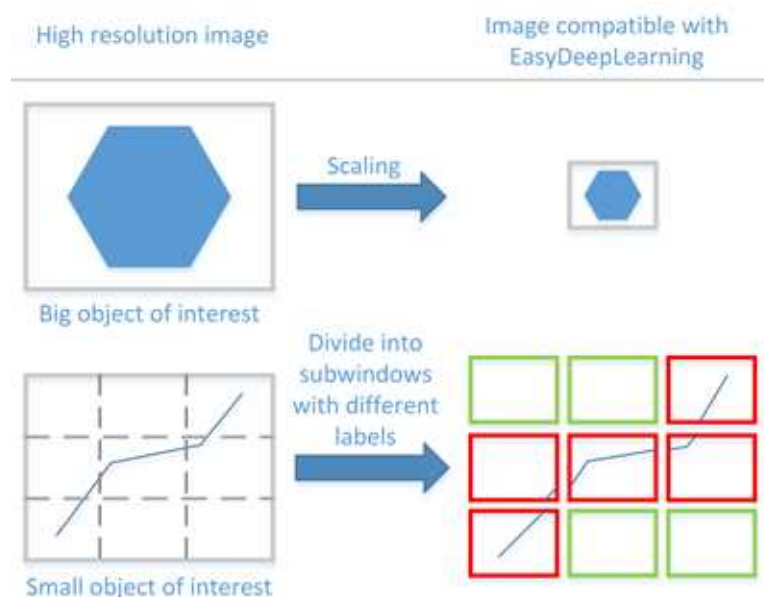 High resolution image
Image compatible with
EasyDeepLearning
Scaling
Big object of interest
Divide into
subwindows
with different
labels
Small object of interest